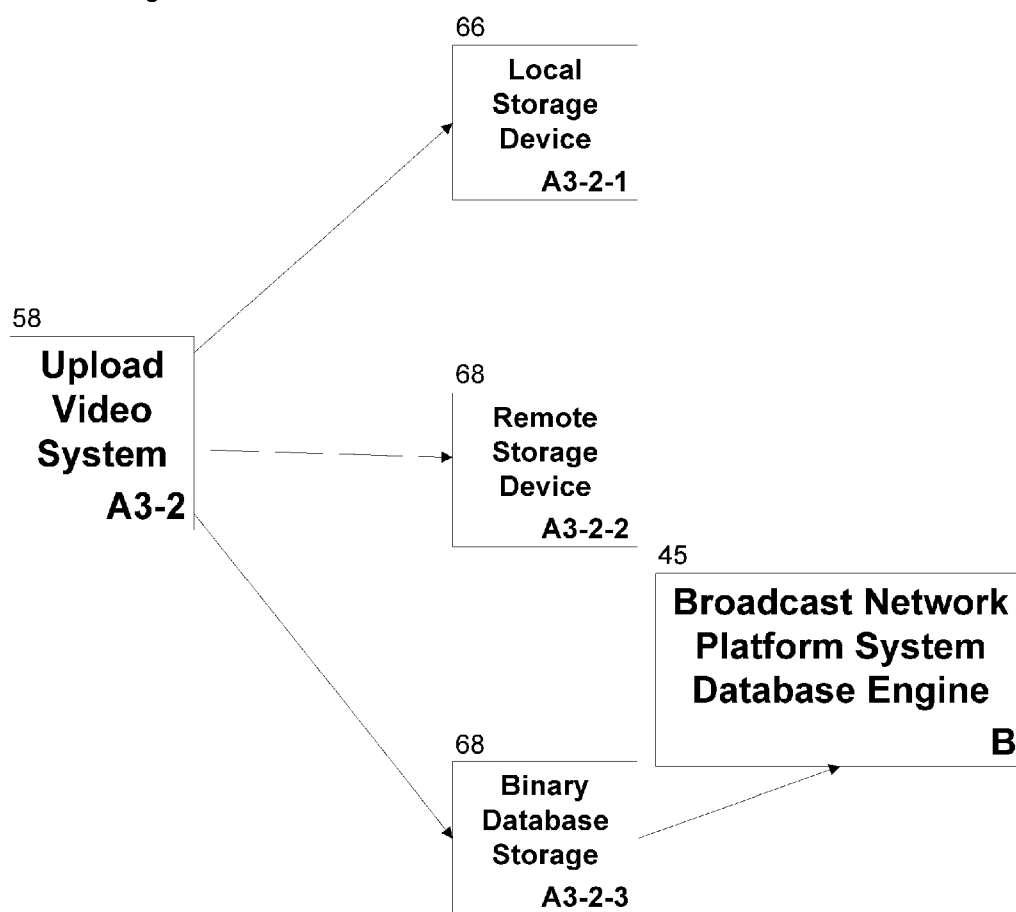 66
Local
Storage
Device
A3-2-1
58
Upload
Video
System
A3-2
68
Remote
Storage
Device
A3-2-2
45
Broadcast Network
Platform System
Database Engine
B
68
Binary
Database
Storage
A3-2-3